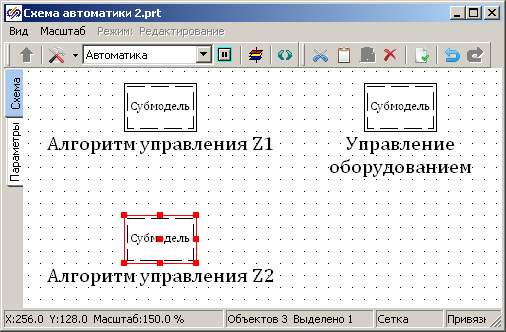 Схема автоматики 2.prt
Вид Масштаб Режим: Редактирование
Автоматика
Схема
Параметры
Субмодель
Алгоритм управления Z1
Субмодель
Управление
оборудованием
Субмодель
Алгоритм управления Z2
X:256.0 Y:128.0 Масштаб:150.0 % Объектов 3 Выделено 1 Сетка Привязк